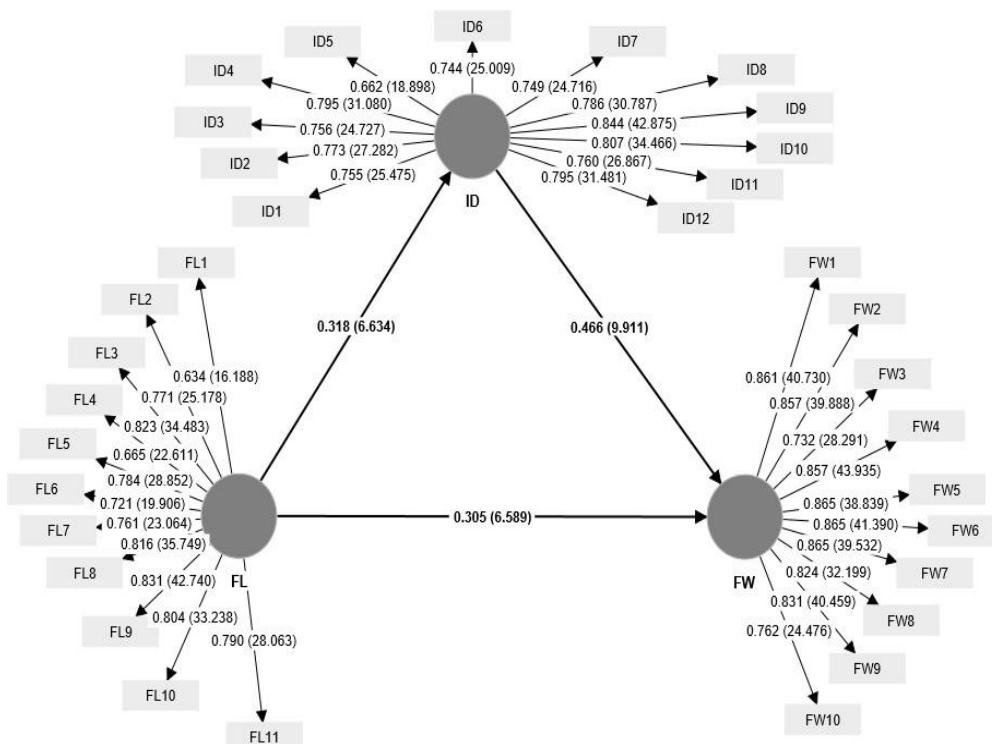 ID6
ID5
ID7
ID4
ID8
ID3
ID9
ID2
ID10
ID1
ID11
ID12
0.744 (25.009)
0.662 (18.898)
0.749 (24.716)
0.795 (31.080)
0.786 (30.787)
0.756 (24.727)
0.844 (42.875)
0.773 (27.282)
0.807 (34.466)
0.755 (25.475)
0.760 (26.867)
0.795 (31.481)
ID
0.318 (6.634)
0.466 (9.911)
0.305 (6.589)
FL1
FL2
FL3
FL4
FL5
FL6
FL7
FL8
FL9
FL10
FL11
0.634 (16.188)
0.771 (25.178)
0.823 (34.483)
0.665 (22.611)
0.784 (28.852)
0.721 (19.906)
0.761 (23.064)
0.816 (35.749)
0.831 (42.740)
0.804 (33.238)
0.790 (28.063)
FL
FW1
FW2
FW3
FW4
FW5
FW6
FW7
FW8
FW9
FW10
0.861 (40.730)
0.857 (39.888)
0.732 (28.291)
0.857 (43.935)
0.865 (38.839)
0.865 (41.390)
0.865 (39.532)
0.824 (32.199)
0.831 (40.459)
0.762 (24.476)
FW